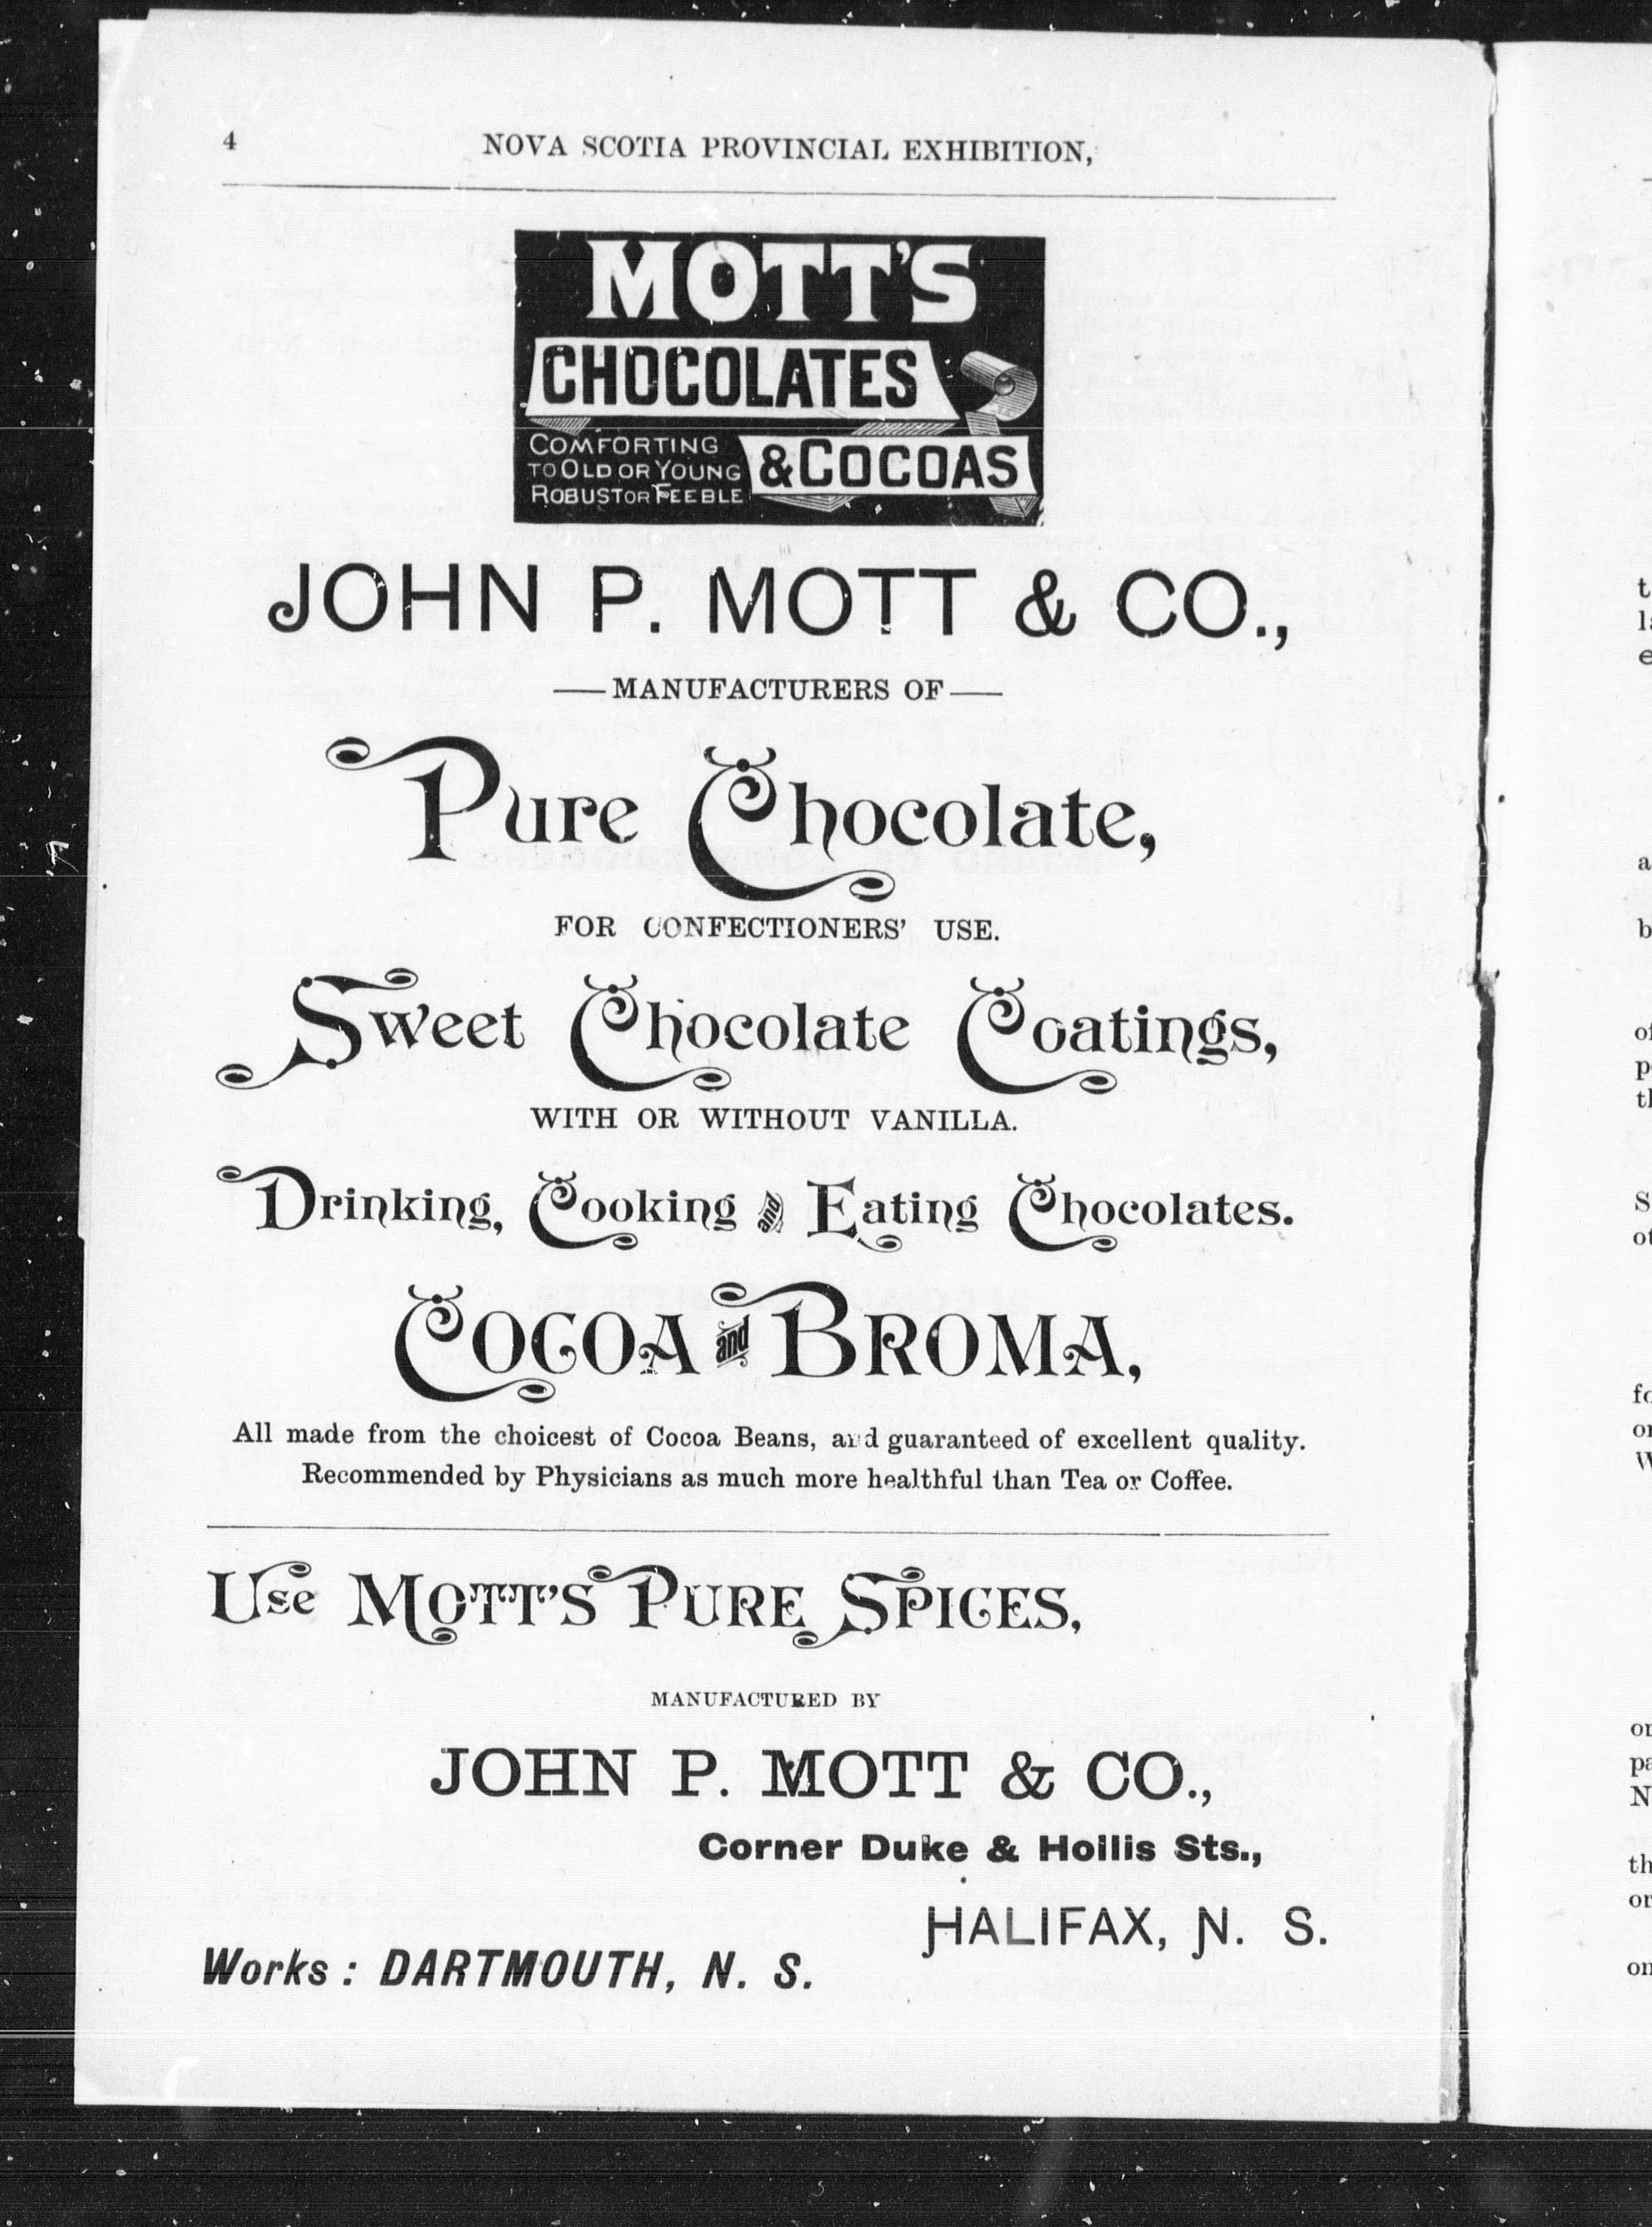 4
NOVA SCOTIA PROVINCIAL EXHIBITION,
MOTT'S
CHOCOLATES
& COCOAS
COMFORTING
TO OLD OR YOUNG
ROBUST OR FEEBLE
JOHN P. MOTT & CO.,
—MANUFACTURERS OF—
Pure Chocolate,
FOR CONFECTIONERS' USE.
Sweet Chocolate Coatings,
WITH OR WITHOUT VANILLA.
Drinking, Cooking and Eating Chocolates.
COCOA and BROMA,
All made from the choicest of Cocoa Beans, and guaranteed of excellent quality.
Recommended by Physicians as much more healthful than Tea or Coffee.
Use MOTT'S PURE SPICES,
MANUFACTURED BY
JOHN P. MOTT & CO.,
Corner Duke & Hollis Sts.,
HALIFAX, N. S.
Works: DARTMOUTH, N. S.